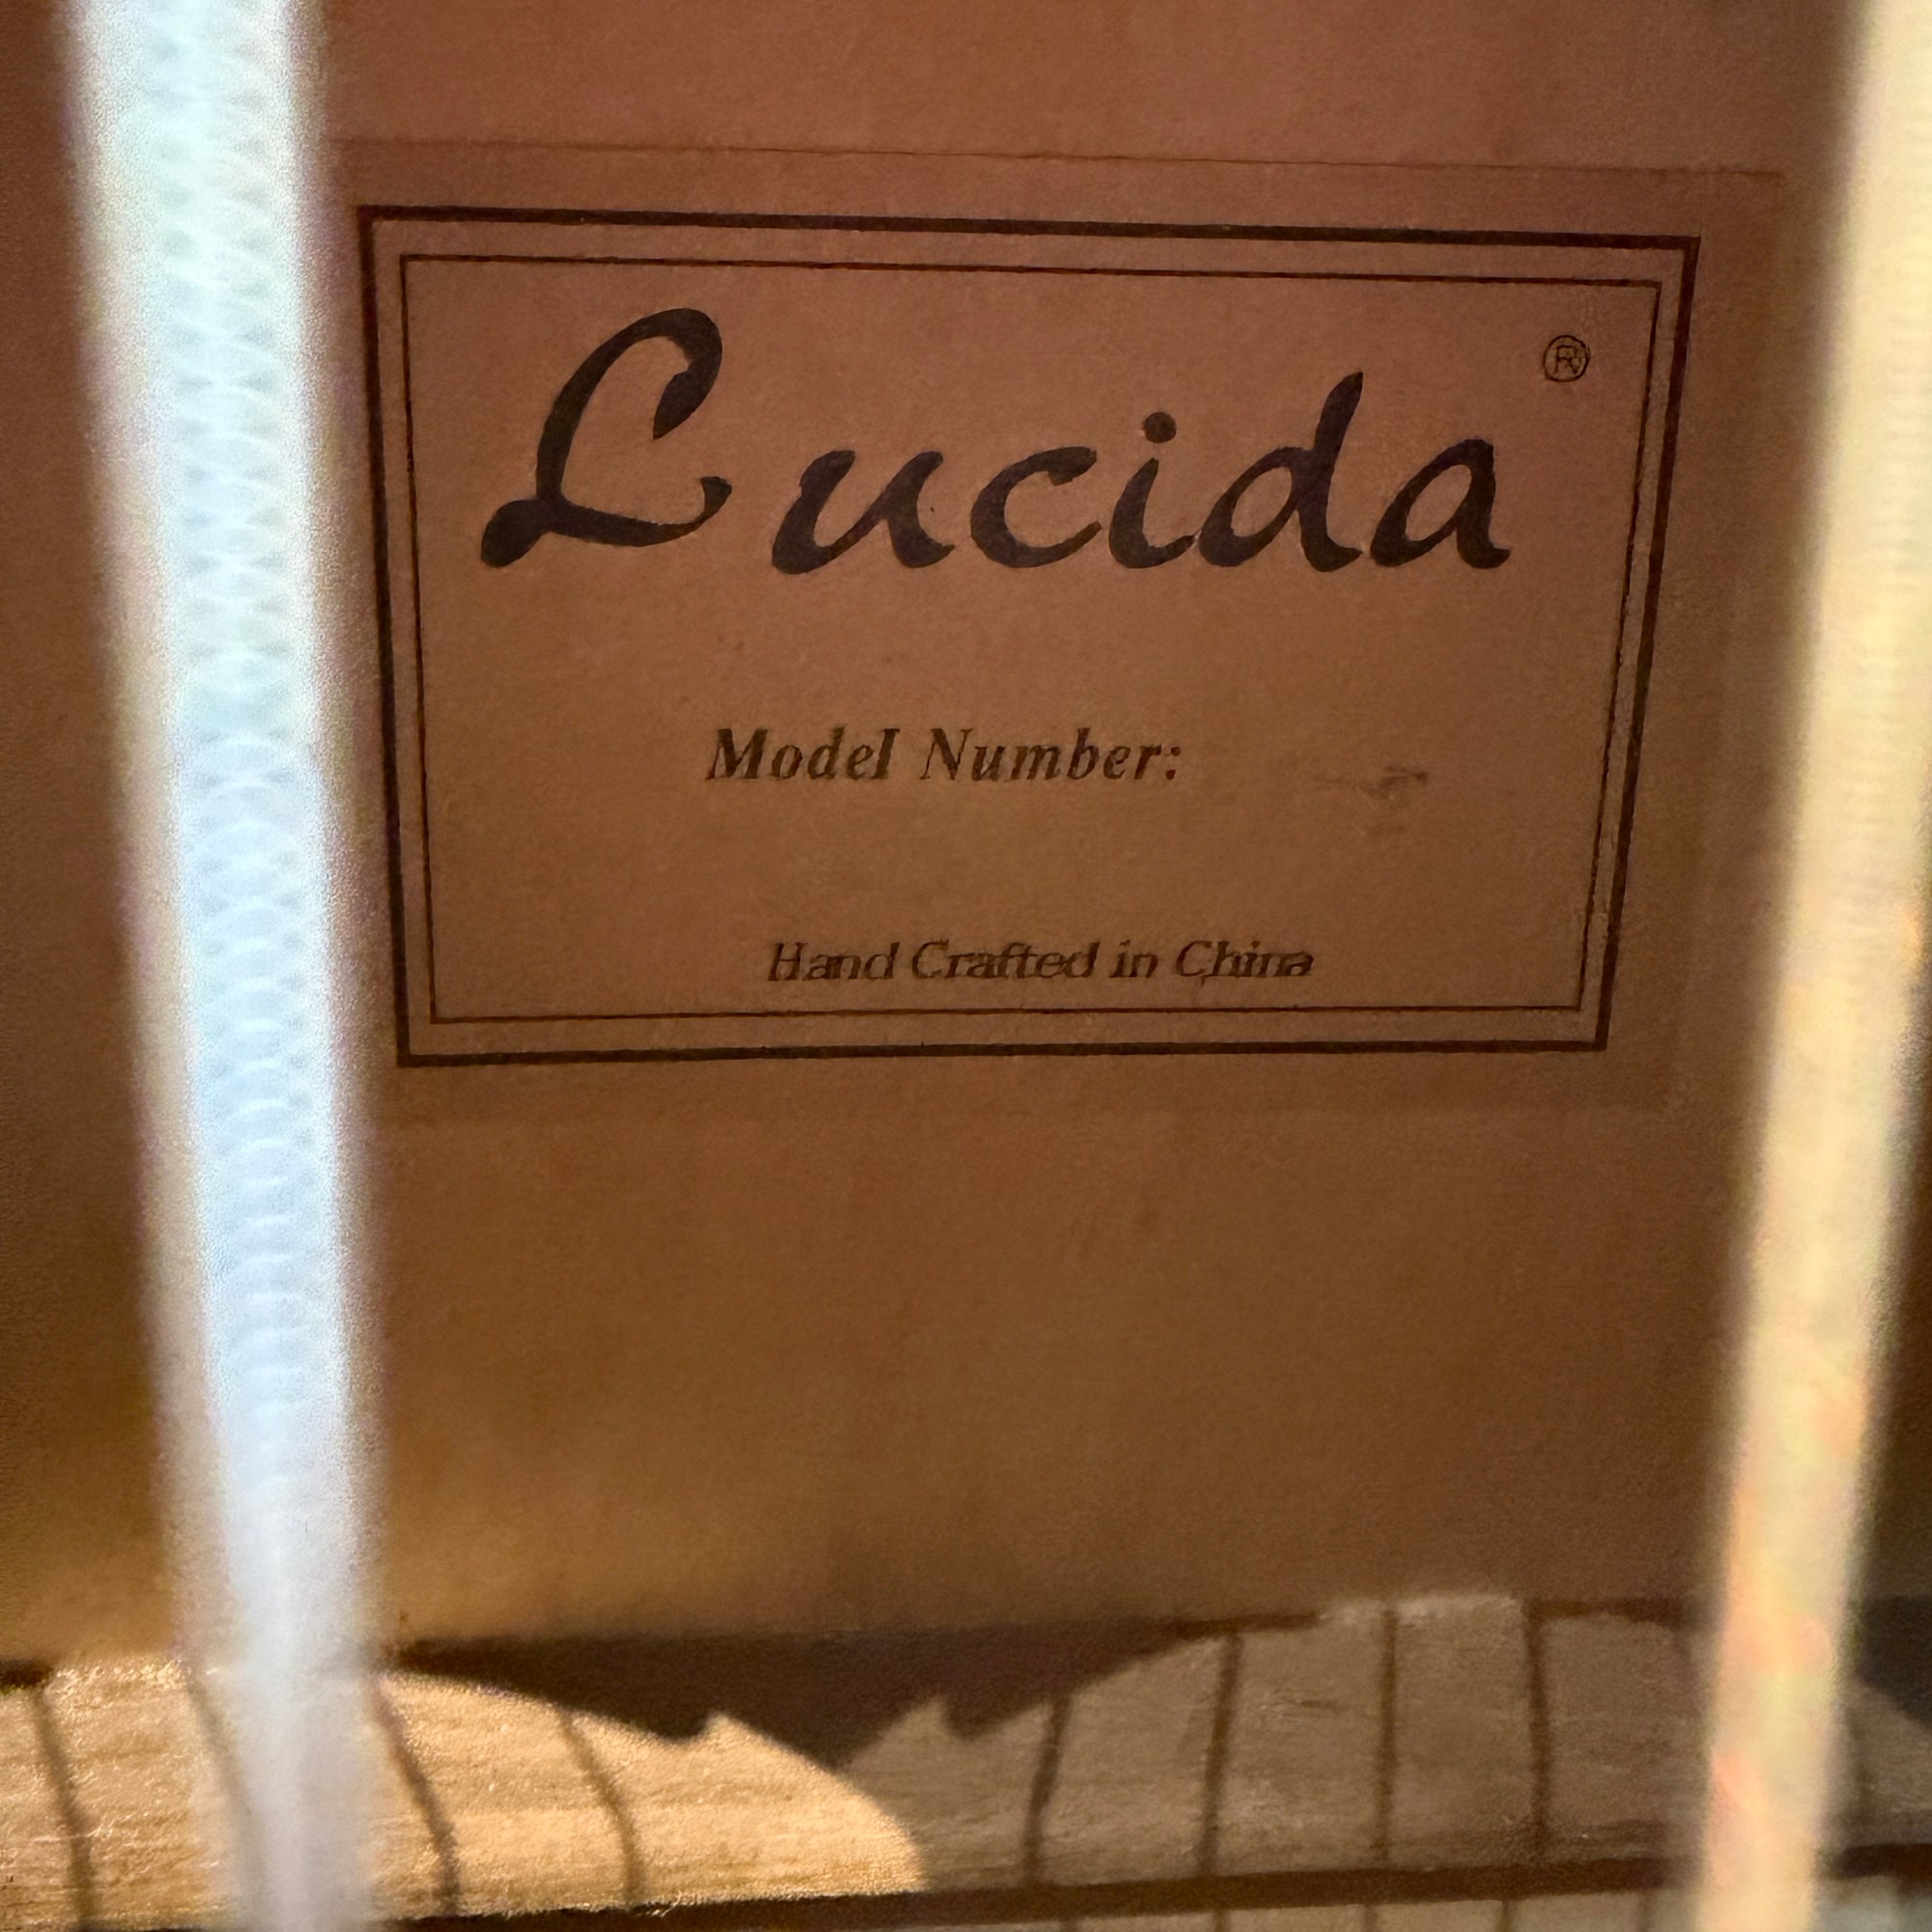 Lucida ®
Model Number:
Hand Crafted in China